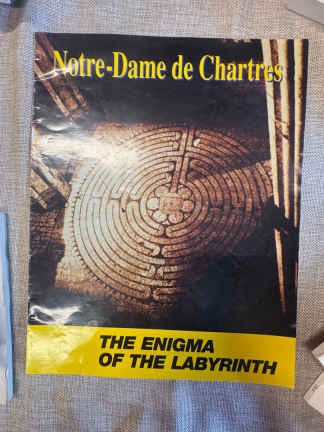 Notre-Dame de Chartres
THE ENIGMA
OF THE LABYRINTH